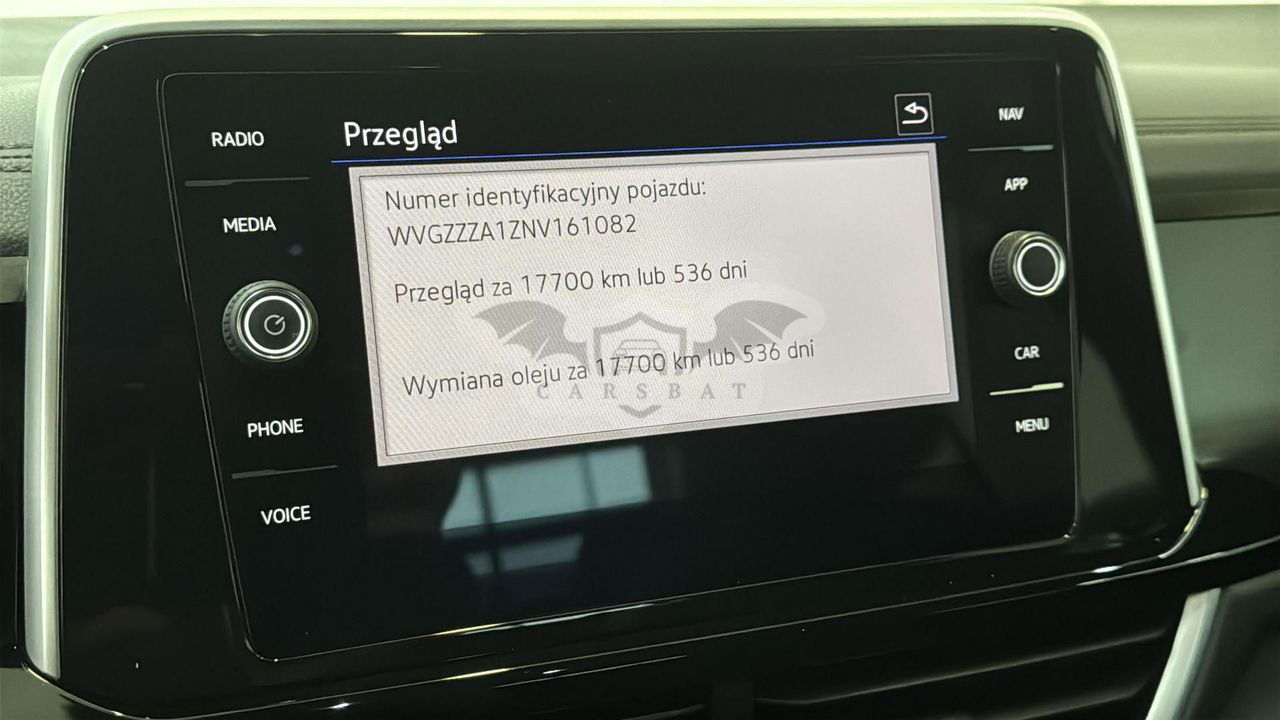 RADIO
MEDIA
PHONE
VOICE
Przegląd
Numer identyfikacyjny pojazdu:
WVGZZZA1ZNV161082
Przegląd za 17700 km lub 536 dni
Wymiana oleju za 17700 km lub 536 dni
CARSBAT
NAV
APP
CAR
MENU